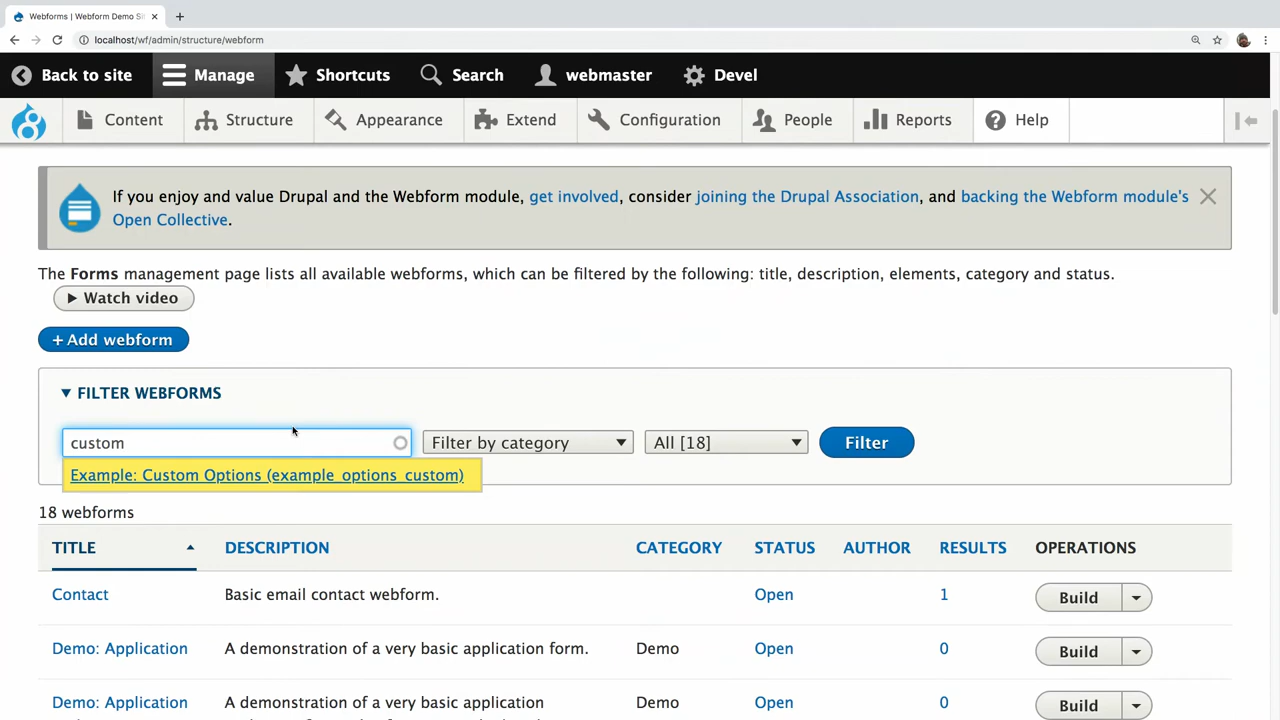 Webforms | Webform Demo Si
localhost/wf/admin/structure/webform
Back to site Manage Shortcuts Search webmaster Devel
Content Structure Appearance Extend Configuration People Reports Help
If you enjoy and value Drupal and the Webform module, get involved, consider joining the Drupal Association, and backing the Webform module's
Open Collective.
The Forms management page lists all available webforms, which can be filtered by the following: title, description, elements, category and status.
Watch video
+ Add webform
FILTER WEBFORMS
custom Filter by category All [18] Filter
Example: Custom Options (example_options_custom)
18 webforms
TITLE DESCRIPTION CATEGORY STATUS AUTHOR RESULTS OPERATIONS
Contact Basic email contact webform. Open 1 Build
Demo: Application A demonstration of a very basic application form. Demo Open 0 Build
Demo: Application A demonstration of a very basic application Demo Open 0 Build